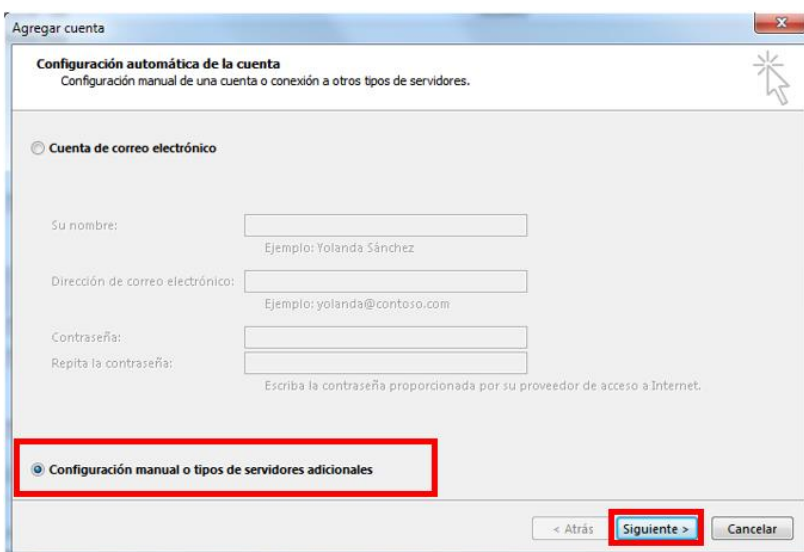 Agregar cuenta
Configuración automática de la cuenta
Configuración manual de una cuenta o conexión a otros tipos de servidores.
Cuenta de correo electrónico
Su nombre:
Ejemplo: Yolanda Sánchez
Dirección de correo electrónico:
Ejemplo: yolanda@contoso.com
Contraseña:
Repita la contraseña:
Escriba la contraseña proporcionada por su proveedor de acceso a Internet.
Configuración manual o tipos de servidores adicionales
< Atrás Siguiente > Cancelar